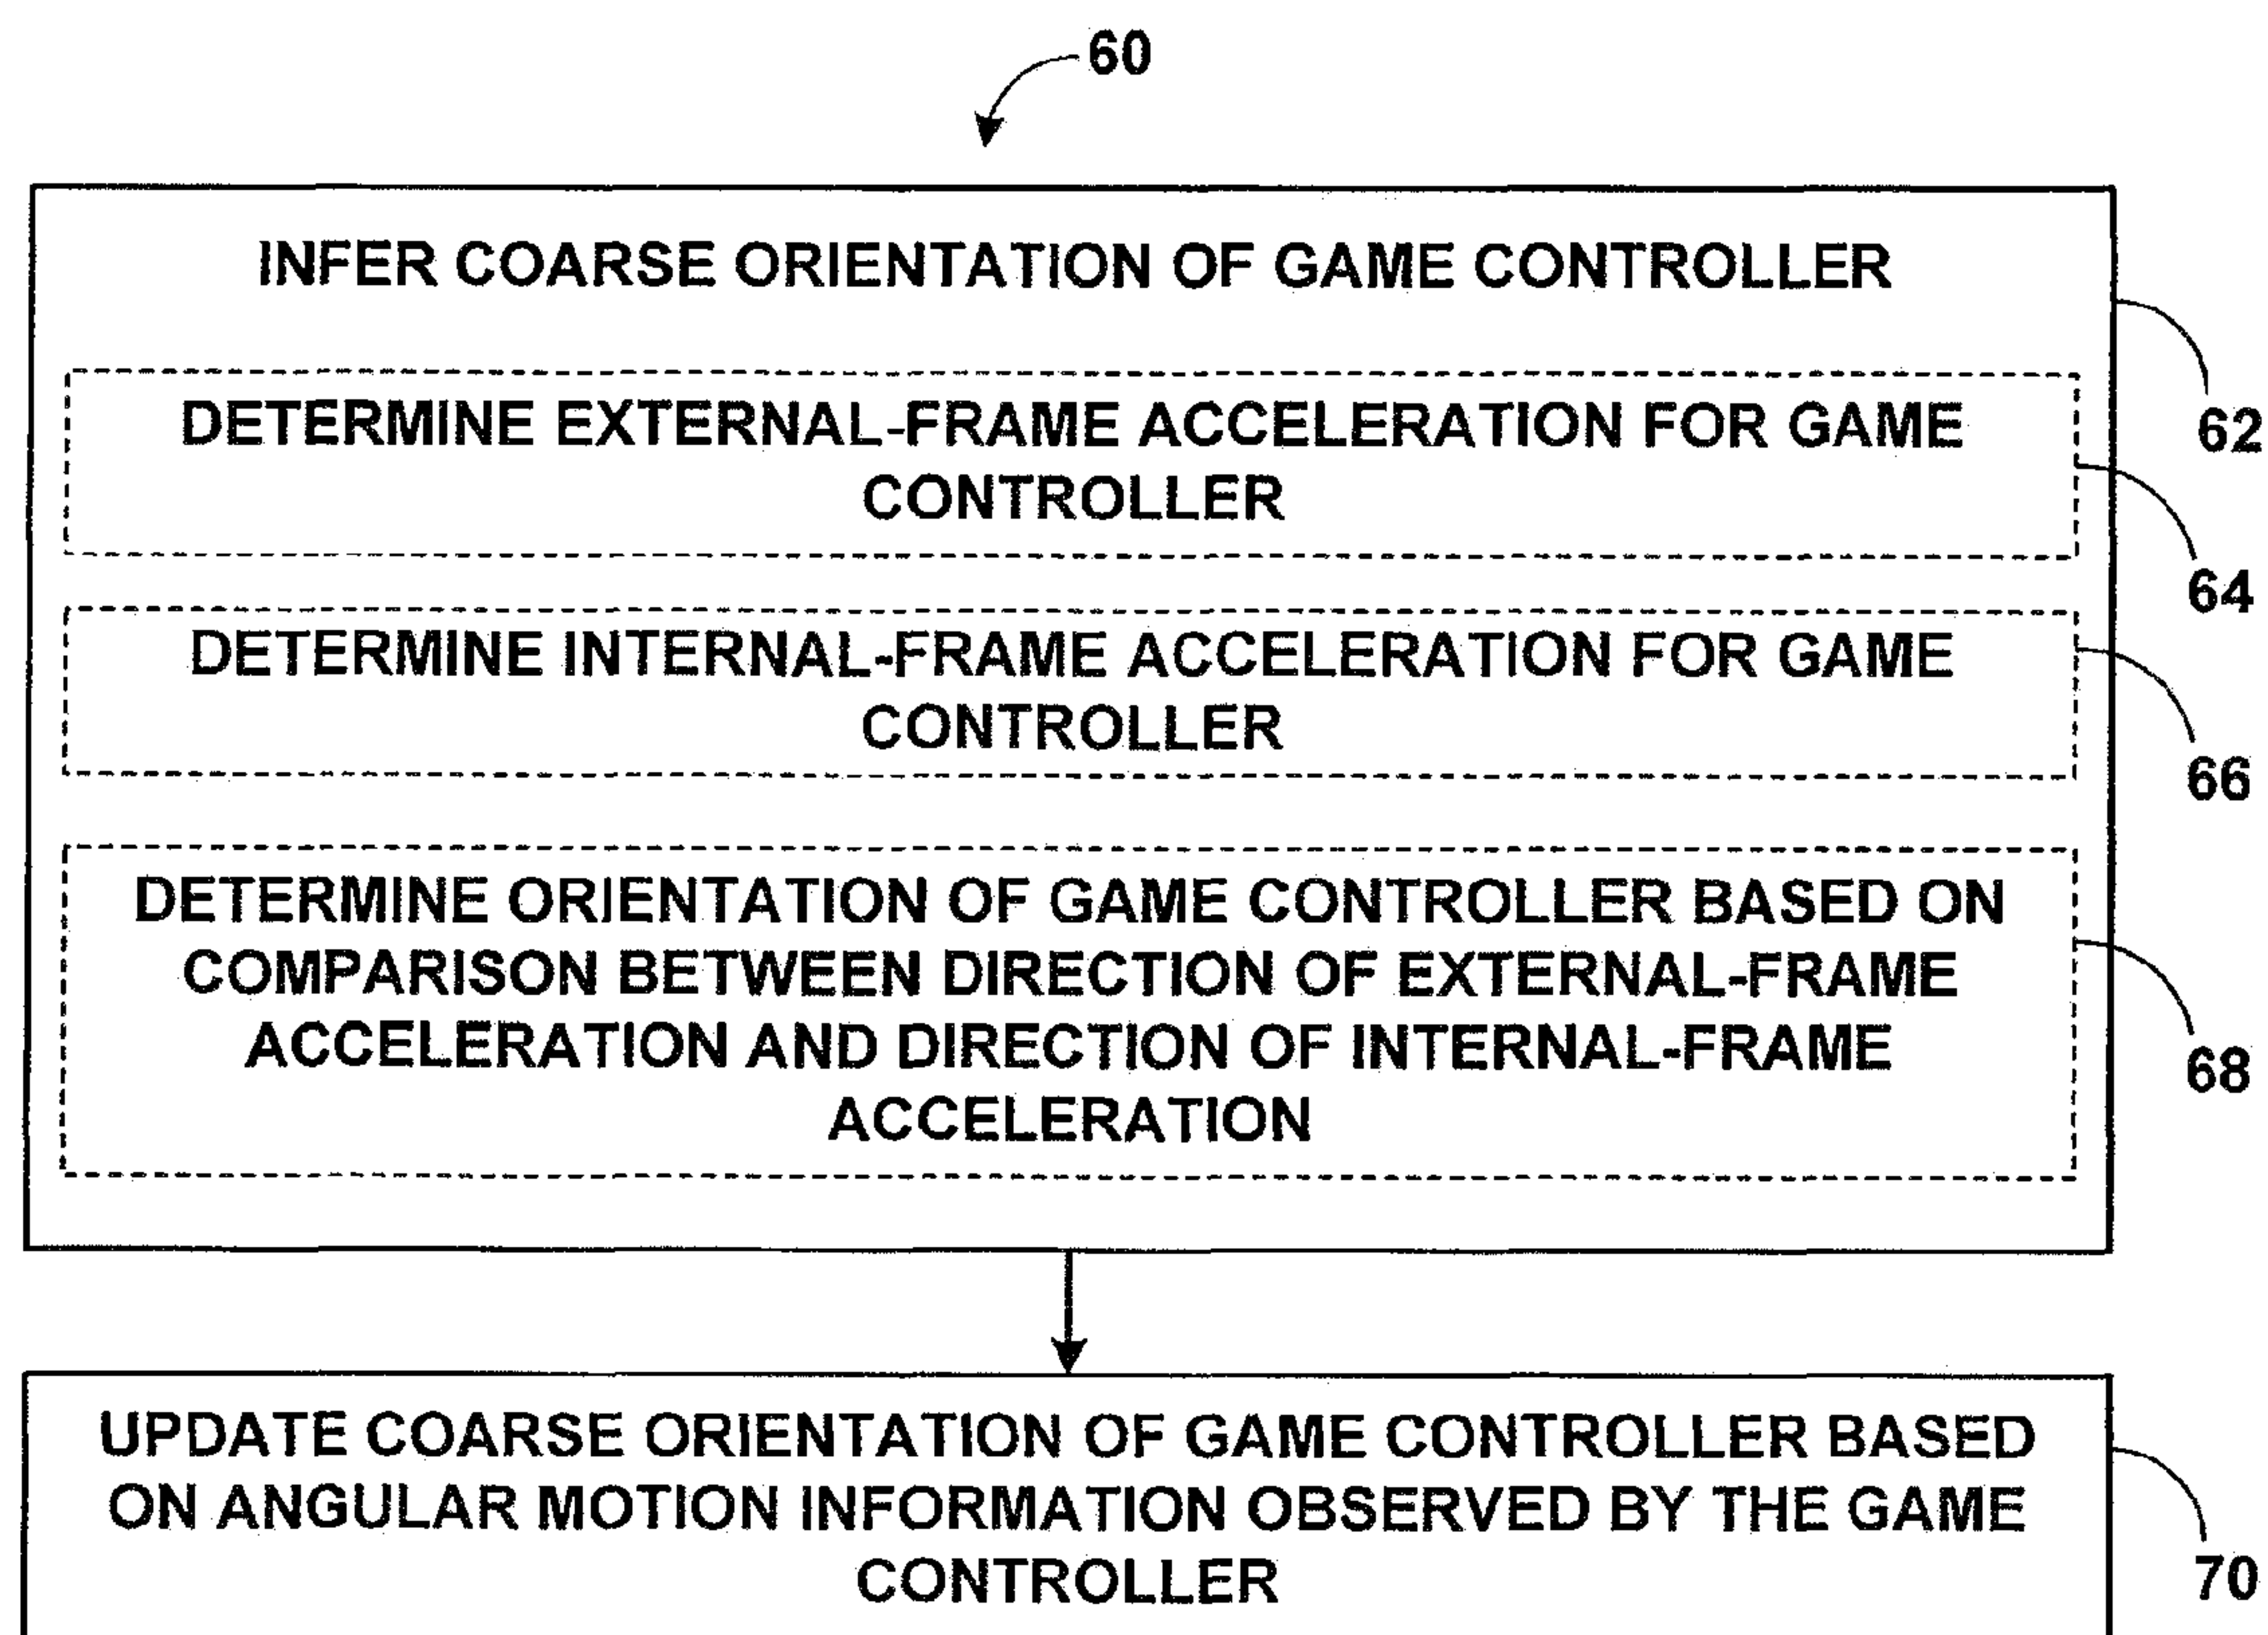 60
INFER COARSE ORIENTATION OF GAME CONTROLLER
62
DETERMINE EXTERNAL-FRAME ACCELERATION FOR GAME
CONTROLLER
64
DETERMINE INTERNAL-FRAME ACCELERATION FOR GAME
CONTROLLER
66
DETERMINE ORIENTATION OF GAME CONTROLLER BASED ON
COMPARISON BETWEEN DIRECTION OF EXTERNAL-FRAME
ACCELERATION AND DIRECTION OF INTERNAL-FRAME
ACCELERATION
68
UPDATE COARSE ORIENTATION OF GAME CONTROLLER BASED
ON ANGULAR MOTION INFORMATION OBSERVED BY THE GAME
CONTROLLER
70